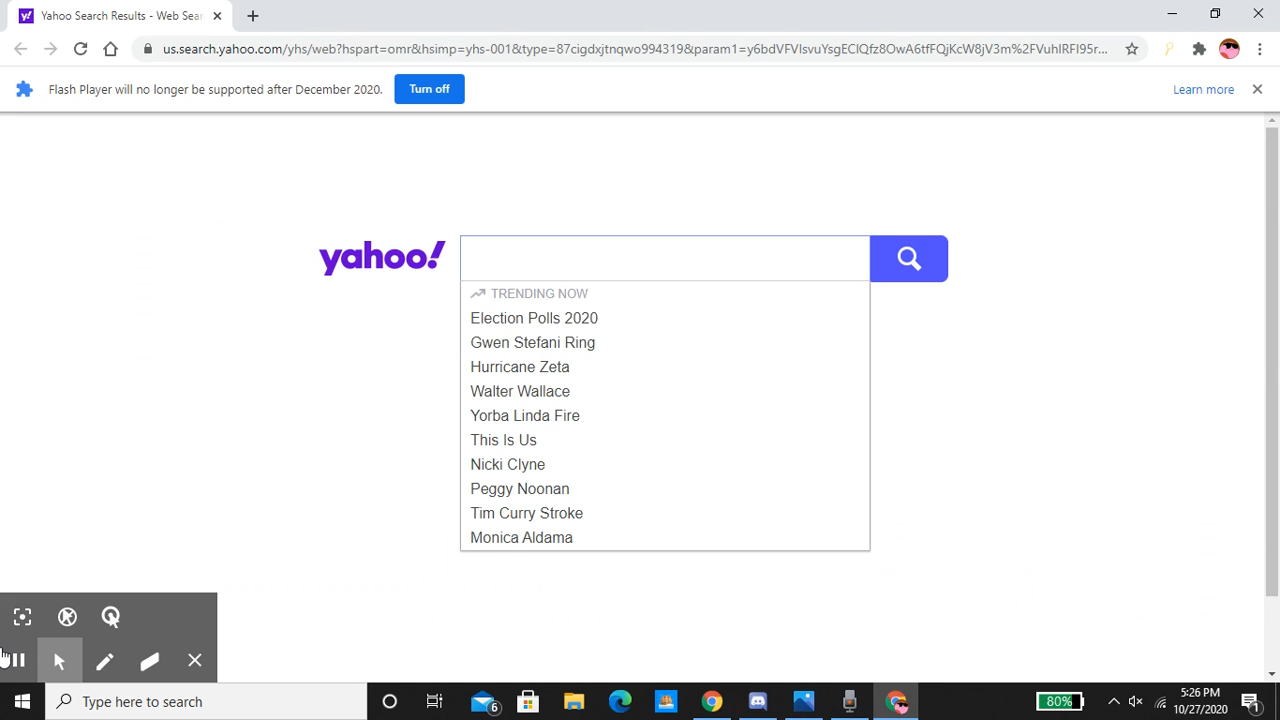 Yahoo Search Results - Web Sear
us.search.yahoo.com/yhs/web?hspart=omr&hsimp=yhs-001&type=87cigdxjtnqwo994319&param1=y6bdVFVIsvuYsgECIQfz8OwA6tfFQjKcW8jV3m%2FVuhIRFI95r...
Flash Player will no longer be supported after December 2020. Turn off Learn more
yahoo!
TRENDING NOW
Election Polls 2020
Gwen Stefani Ring
Hurricane Zeta
Walter Wallace
Yorba Linda Fire
This Is Us
Nicki Clyne
Peggy Noonan
Tim Curry Stroke
Monica Aldama
Type here to search 6 80% 5:26 PM 1
10/27/2020